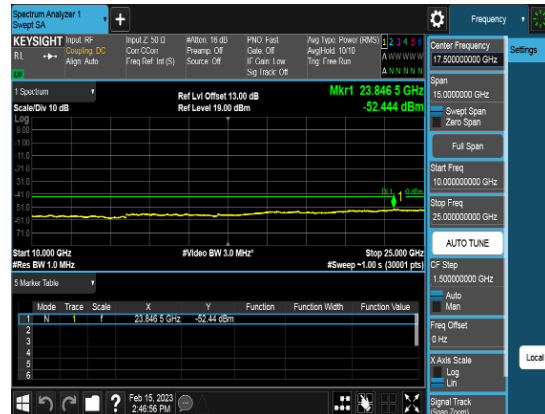 Spectrum Analyzer 1
Swept SA
+
Frequency
KEYSIGHT
RL
Input: RF
Coupling: DC
Align: Auto
Input Z: 50 Ω
Corr CCorr
Freq Ref: Int (S)
#Atten: 16 dB
Preamp: Off
Source: Off
PNO: Fast
Gate: Off
IF Gain: Low
Sig Track: Off
Avg Type: Power (RMS)
Avg|Hold: 10/10
Trig: Free Run
1 2 3 4 5 6
A W W W W W
A N N N N N
1 Spectrum
Scale/Div 10 dB
Log
Ref Lvl Offset 13.00 dB
Ref Level 19.00 dBm
Mkr1 23.846 5 GHz
-52.444 dBm
9.00
-1.00
-11.0
-21.0
-31.0
-41.0
-51.0
-61.0
-71.0
1
Start 10.000 GHz
#Video BW 3.0 MHz*
Stop 25.000 GHz
#Res BW 1.0 MHz
#Sweep ~1.00 s (30001 pts)
5 Marker Table
Mode Trace Scale X Y Function Function Width Function Value
1 N 1 f 23.846 5 GHz -52.44 dBm
2
3
4
5
6
Feb 15, 2023
2:46:56 PM
?
Center Frequency
17.500000000 GHz
Settings
Span
15.0000000 GHz
Swept Span
Zero Span
Full Span
Start Freq
10.000000000 GHz
Stop Freq
25.000000000 GHz
AUTO TUNE
CF Step
1.500000000 GHz
Auto
Man
Freq Offset
0 Hz
X Axis Scale
Log
Lin
Local
Signal Track
(Span Zoom)